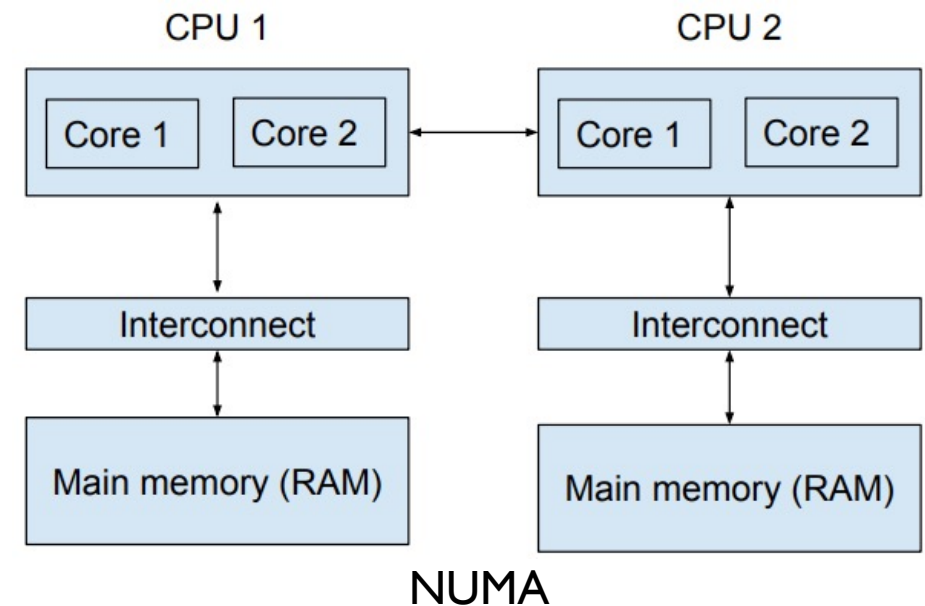 CPU 1
CPU 2
Core 1
Core 2
Core 1
Core 2
Interconnect
Interconnect
Main memory (RAM)
Main memory (RAM)
NUMA